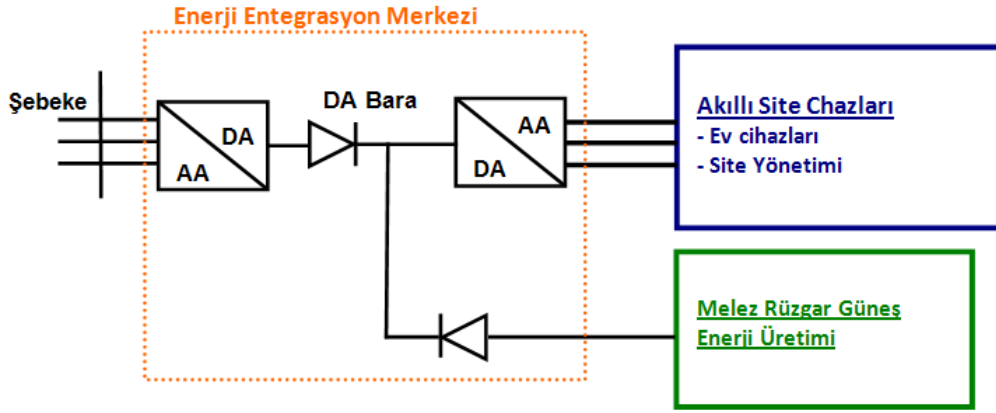 Enerji Entegrasyon Merkezi
Şebeke
DA
AA
DA Bara
AA
DA
Akıllı Site Chazları
- Ev cihazları
- Site Yönetimi
Melez Rüzgar Güneş
Enerji Üretimi